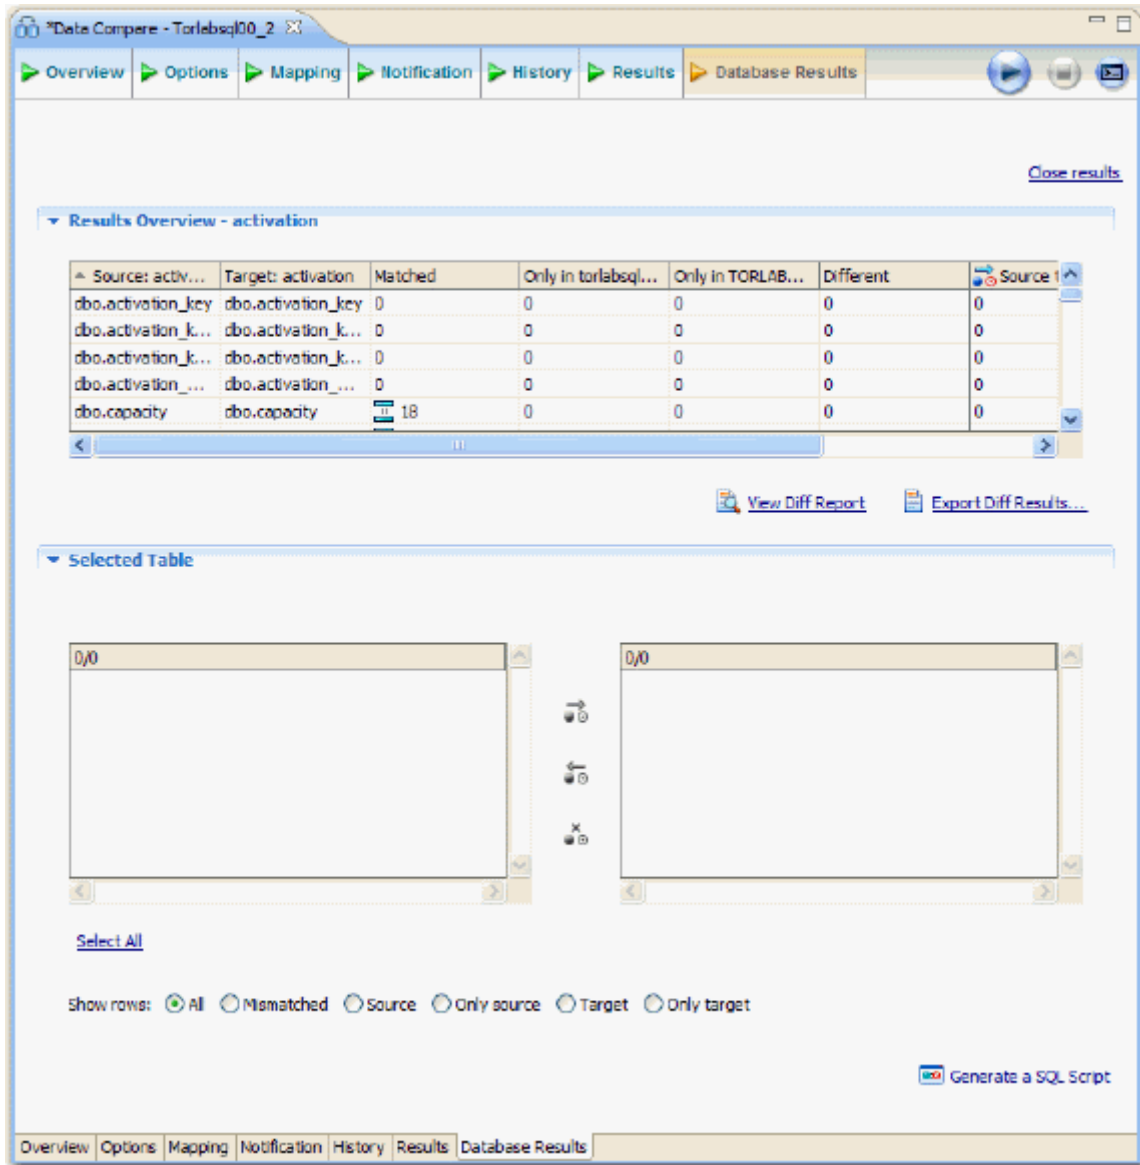 *Data Compare - Torlabsql00_2
Overview Options Mapping Notification History Results Database Results
Close results
Results Overview - activation
Source: activ... Target: activation Matched Only in torlabsql... Only in TORLAB... Different Source t
dbo.activation_key dbo.activation_key 0 0 0 0 0
dbo.activation_k... dbo.activation_k... 0 0 0 0 0
dbo.activation_k... dbo.activation_k... 0 0 0 0 0
dbo.activation_... dbo.activation_... 0 0 0 0 0
dbo.capacity dbo.capacity 18 0 0 0 0
View Diff Report Export Diff Results...
Selected Table
0/0 0/0
Select All
Show rows: All Mismatched Source Only source Target Only target
Generate a SQL Script
Overview Options Mapping Notification History Results Database Results